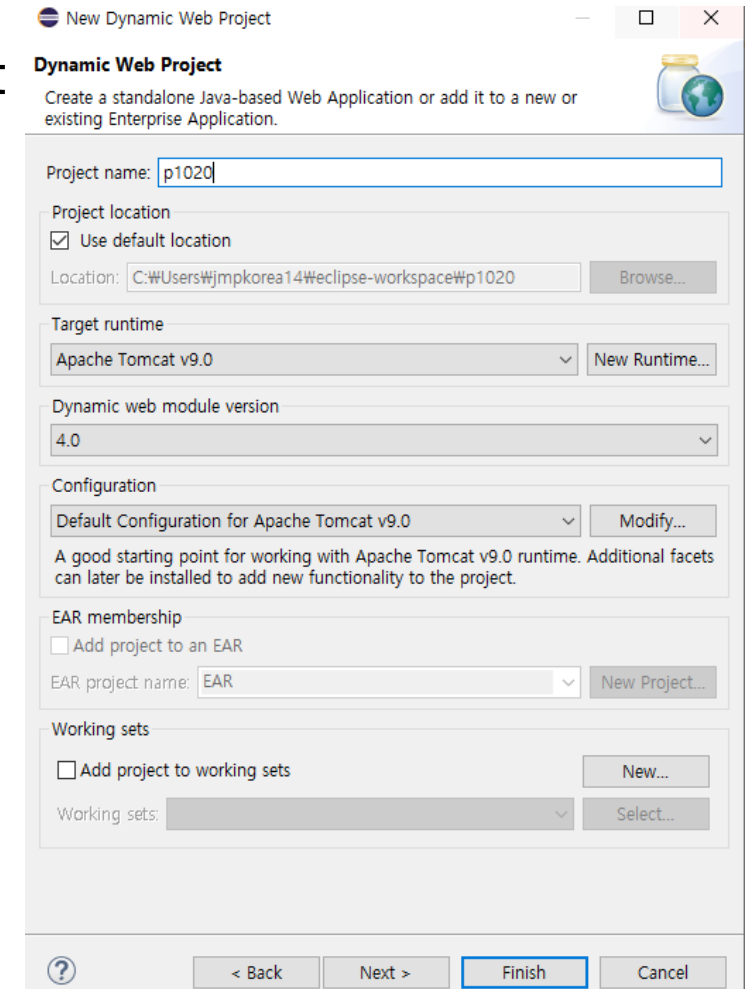 New Dynamic Web Project
Dynamic Web Project
Create a standalone Java-based Web Application or add it to a new or
existing Enterprise Application.
Project name: p1020
Project location
Use default location
Location: C:₩Users₩jmpkorea14₩eclipse-workspace₩p1020 Browse...
Target runtime
Apache Tomcat v9.0 New Runtime...
Dynamic web module version
4.0
Configuration
Default Configuration for Apache Tomcat v9.0 Modify...
A good starting point for working with Apache Tomcat v9.0 runtime. Additional facets
can later be installed to add new functionality to the project.
EAR membership
Add project to an EAR
EAR project name: EAR New Project...
Working sets
Add project to working sets New...
Working sets: Select...
? < Back Next > Finish Cancel